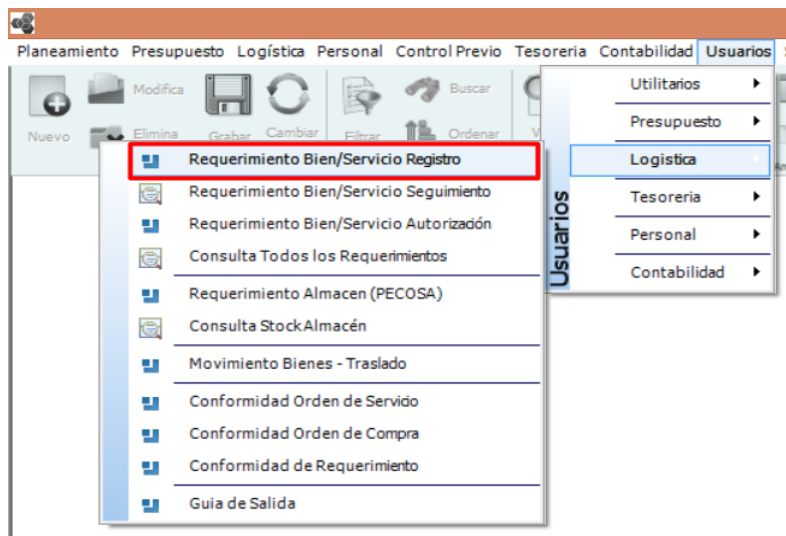 Planeamiento Presupuesto Logística Personal Control Previo Tesoreria Contabilidad Usuarios
Nuevo
Modifica
Elimina
Grabar
Cambiar
Filtrar
Buscar
Ordenar
Utilitarios
Presupuesto
Logistica
Tesoreria
Personal
Contabilidad
Usuarios
Requerimiento Bien/Servicio Registro
Requerimiento Bien/Servicio Seguimiento
Requerimiento Bien/Servicio Autorización
Consulta Todos los Requerimientos
Requerimiento Almacen (PECOSA)
Consulta Stock Almacén
Movimiento Bienes - Traslado
Conformidad Orden de Servicio
Conformidad Orden de Compra
Conformidad de Requerimiento
Guia de Salida